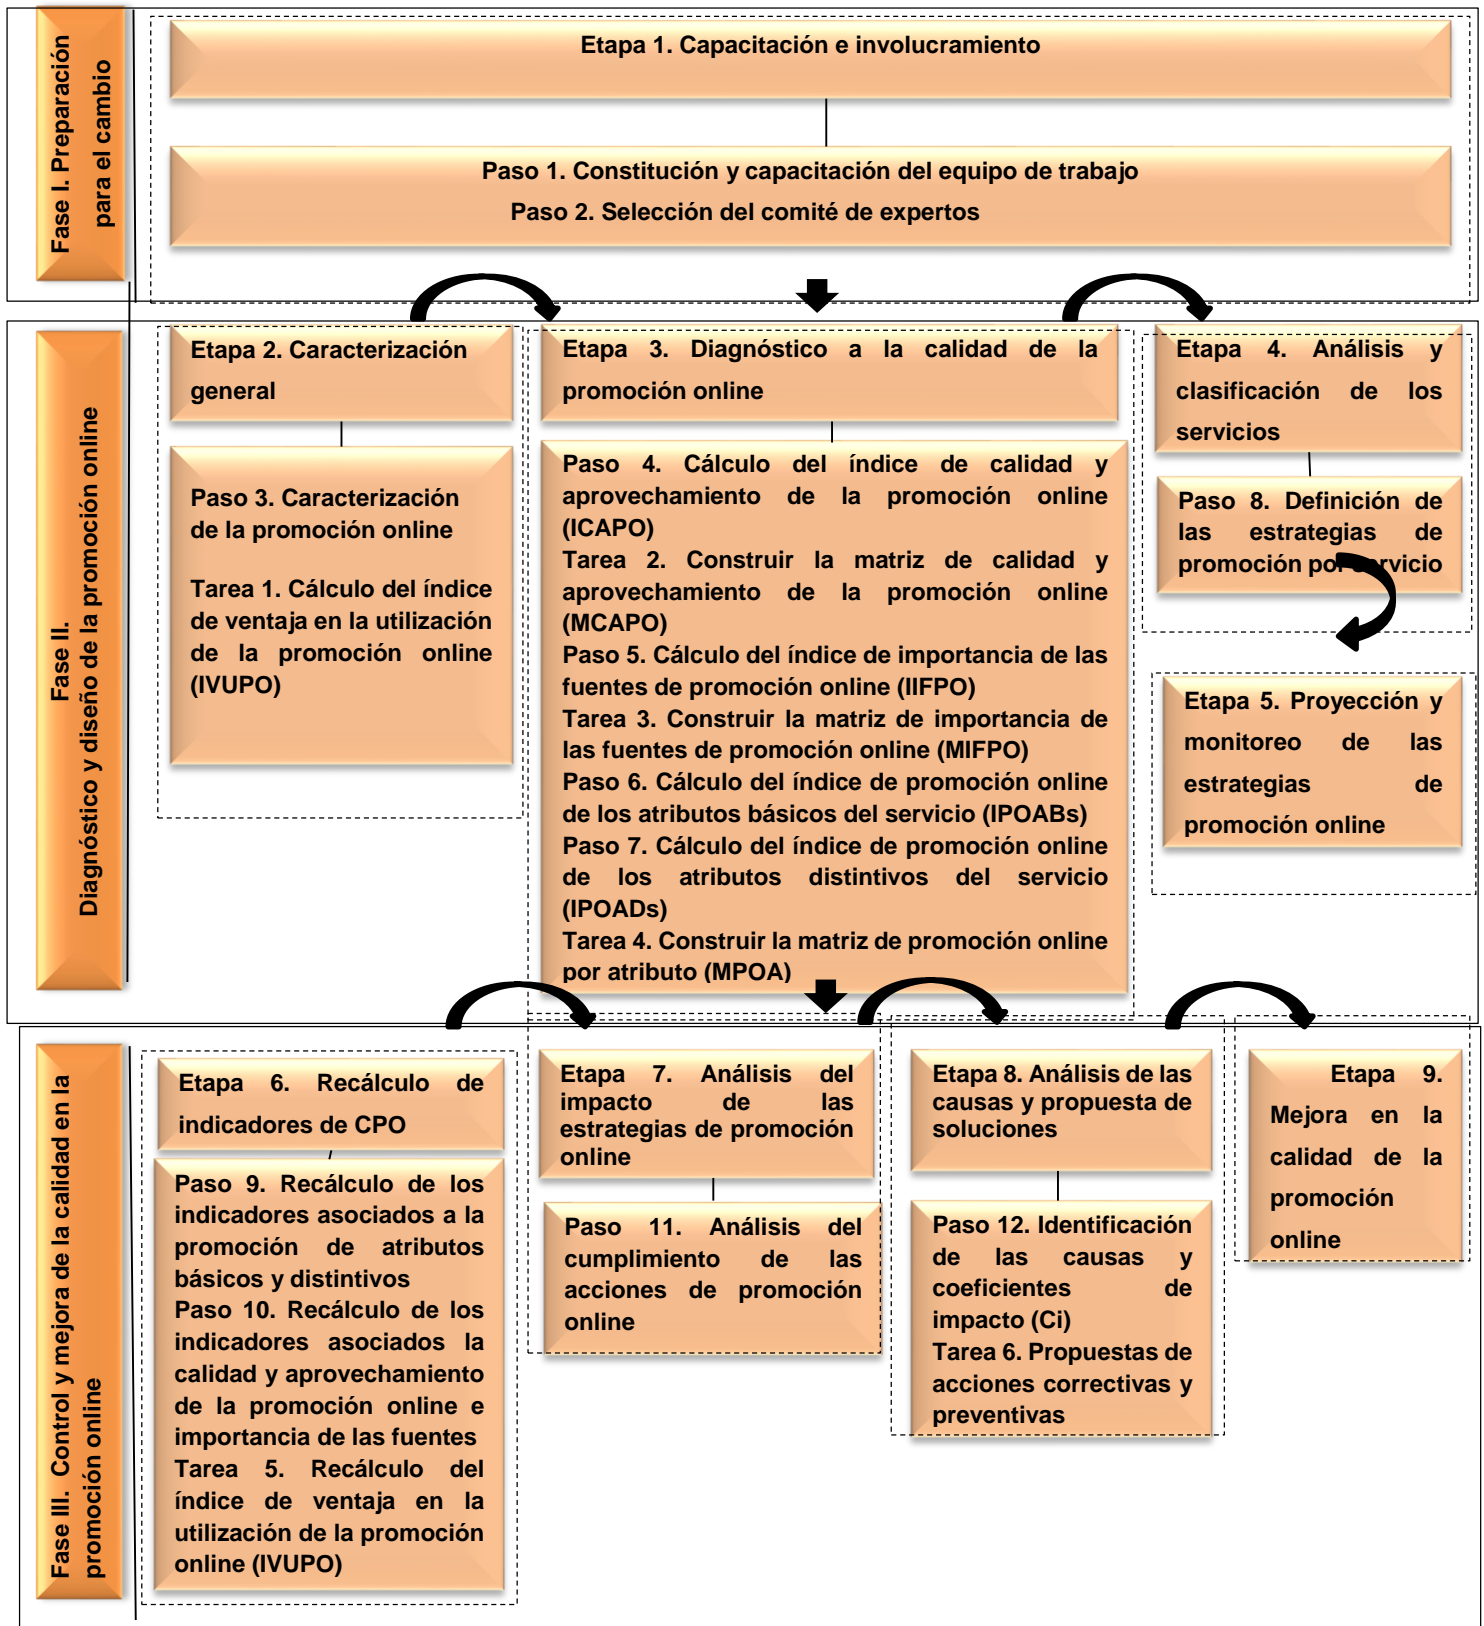 Fase I. Preparación
para el cambio
Etapa 1. Capacitación e involucramiento
Paso 1. Constitución y capacitación del equipo de trabajo
Paso 2. Selección del comité de expertos
Fase II.
Diagnóstico y diseño de la promoción online
Etapa 2. Caracterización
general
Paso 3. Caracterización
de la promoción online
Tarea 1. Cálculo del índice
de ventaja en la utilización
de la promoción online
(IVUPO)
Etapa 3. Diagnóstico a la calidad de la
promoción online
Paso 4. Cálculo del índice de calidad y
aprovechamiento de la promoción online
(ICAPO)
Tarea 2. Construir la matriz de calidad y
aprovechamiento de la promoción online
(MCAPO)
Paso 5. Cálculo del índice de importancia de las
fuentes de promoción online (IIFPO)
Tarea 3. Construir la matriz de importancia de
las fuentes de promoción online (MIFPO)
Paso 6. Cálculo del índice de promoción online
de los atributos básicos del servicio (IPOABs)
Paso 7. Cálculo del índice de promoción online
de los atributos distintivos del servicio
(IPOADs)
Tarea 4. Construir la matriz de promoción online
por atributo (MPOA)
Etapa 4. Análisis y
clasificación de los
servicios
Paso 8. Definición de
las estrategias de
promoción por servicio
Etapa 5. Proyección y
monitoreo de las
estrategias de
promoción online
Fase III. Control y mejora de la calidad en la
promoción online
Etapa 6. Recálculo de
indicadores de CPO
Paso 9. Recálculo de los
indicadores asociados a la
promoción de atributos
básicos y distintivos
Paso 10. Recálculo de los
indicadores asociados la
calidad y aprovechamiento
de la promoción online e
importancia de las fuentes
Tarea 5. Recálculo del
índice de ventaja en la
utilización de la promoción
online (IVUPO)
Etapa 7. Análisis del
impacto de las
estrategias de promoción
online
Paso 11. Análisis del
cumplimiento de las
acciones de promoción
online
Etapa 8. Análisis de las
causas y propuesta de
soluciones
Paso 12. Identificación
de las causas y
coeficientes de
impacto (Ci)
Tarea 6. Propuestas de
acciones correctivas y
preventivas
Etapa 9.
Mejora en la
calidad de la
promoción
online